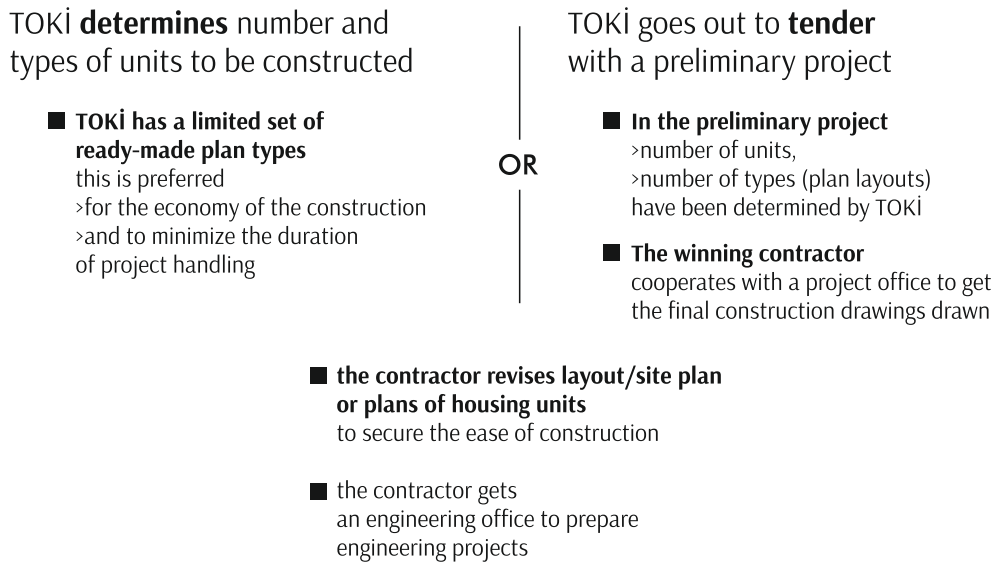 TOKİ determines number and
types of units to be constructed
■ TOKİ has a limited set of
ready-made plan types
this is preferred
>for the economy of the construction
>and to minimize the duration
of project handling
OR
TOKİ goes out to tender
with a preliminary project
■ In the preliminary project
>number of units,
>number of types (plan layouts)
have been determined by TOKİ
■ The winning contractor
cooperates with a project office to get
the final construction drawings drawn
■ the contractor revises layout/site plan
or plans of housing units
to secure the ease of construction
■ the contractor gets
an engineering office to prepare
engineering projects